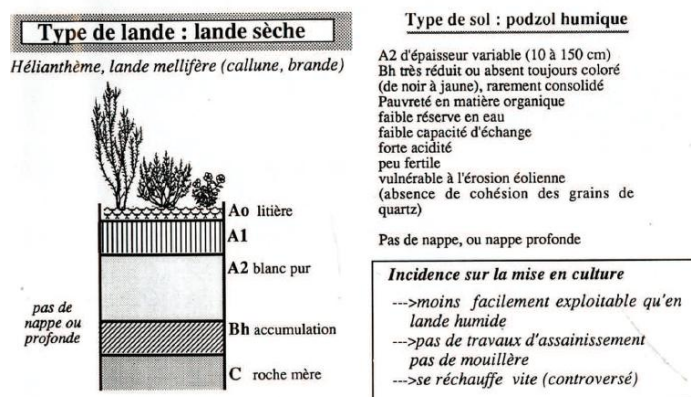 Type de lande : lande sèche
Hélianthème, lande mellifère (callune, brande)
Ao litière
A1
A2 blanc pur
pas de
nappe ou
profonde
Bh accumulation
C roche mère
Type de sol : podzol humique
A2 d'épaisseur variable (10 à 150 cm)
Bh très réduit ou absent toujours coloré
(de noir à jaune), rarement consolidé
Pauvreté en matière organique
faible réserve en eau
faible capacité d'échange
forte acidité
peu fertile
vulnérable à l'érosion éolienne
(absence de cohésion des grains de
quartz)
Pas de nappe, ou nappe profonde
Incidence sur la mise en culture
--->moins facilement exploitable qu'en
lande humide
--->pas de travaux d'assainissement
pas de mouillère
--->se réchauffe vite (controversé)